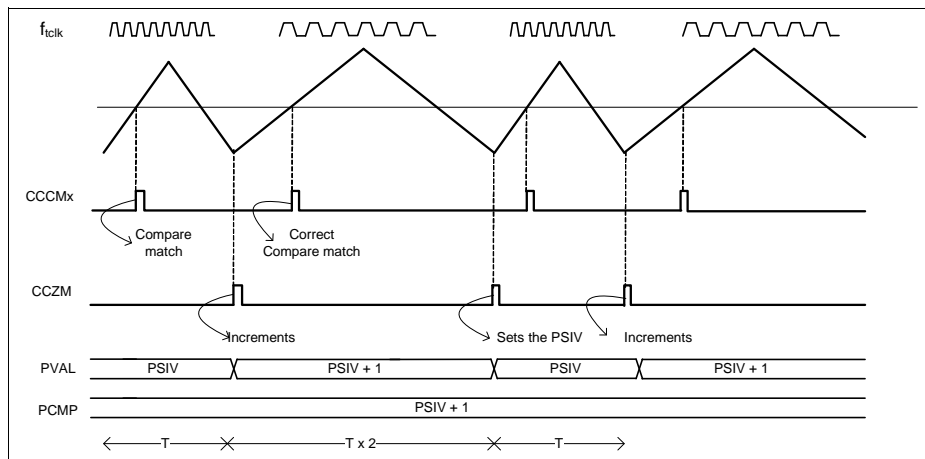 ftclk
CCCMx
Compare
match
Correct
Compare match
CCZM
Increments
Sets the PSIV
Increments
PVAL
PSIV
PSIV + 1
PSIV
PSIV + 1
PCMP
PSIV + 1
T
T x 2
T